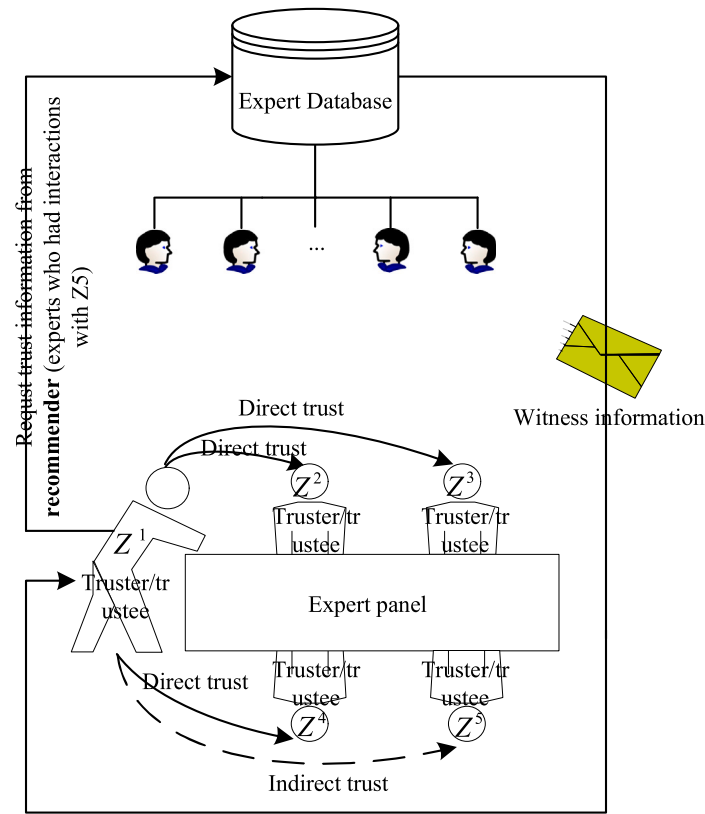 Expert Database
Requst trust information from
recommender (experts who had interactions
with Z5)
...
Witness information
Direct trust
Direct trust
Z2
Z3
Truster/tr
ustee
Truster/tr
ustee
Z1
Truster/tr
ustee
Expert panel
Truster/tr
ustee
Truster/tr
ustee
Direct trust
Z4
Z5
Indirect trust